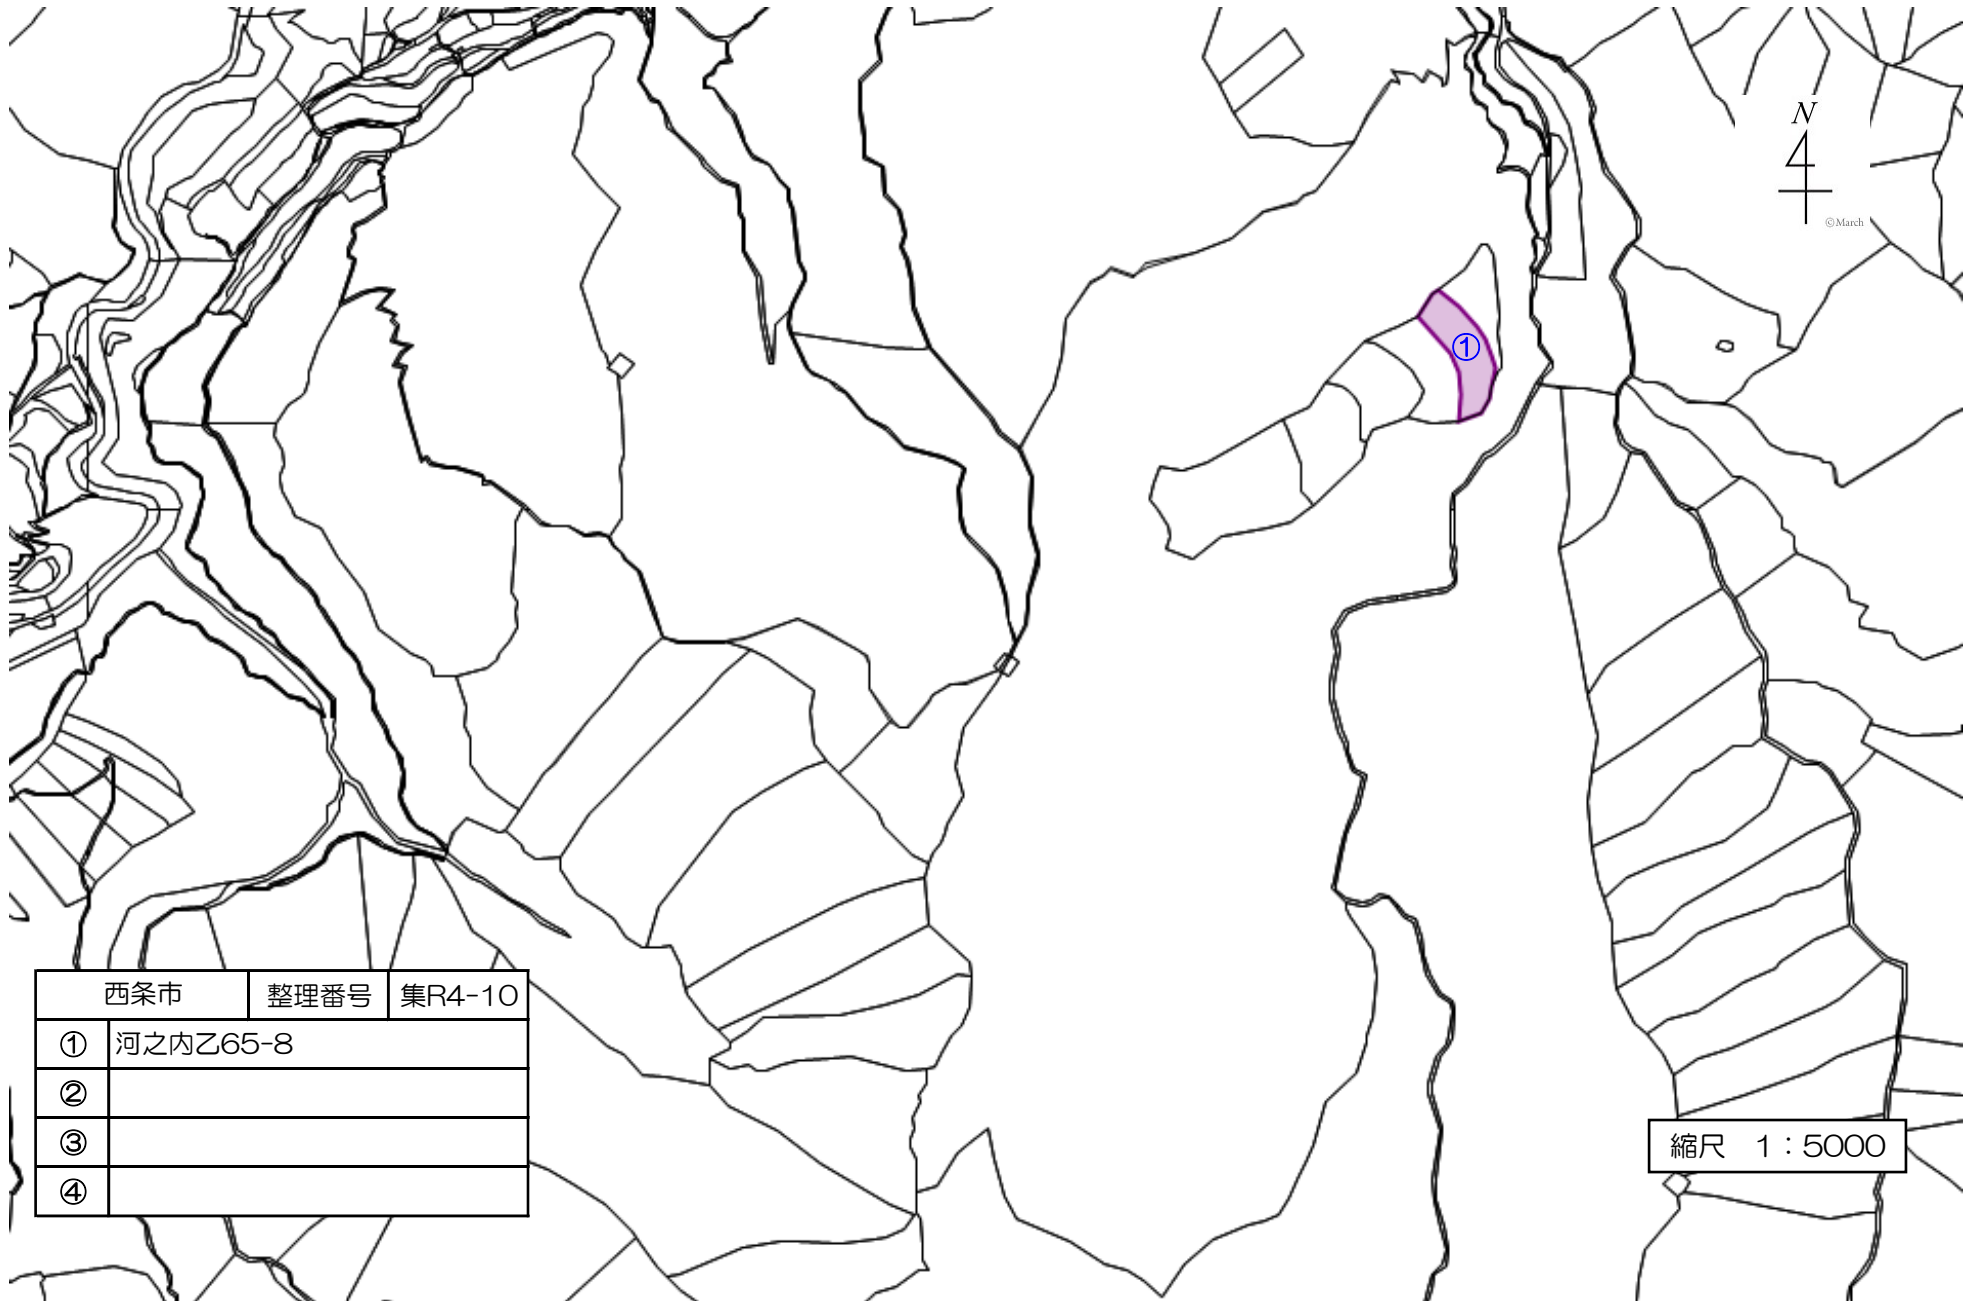 N
©March
①
西条市 整理番号 集R4-10
① 河之内乙65-8
②
③
④
縮尺 1：5000